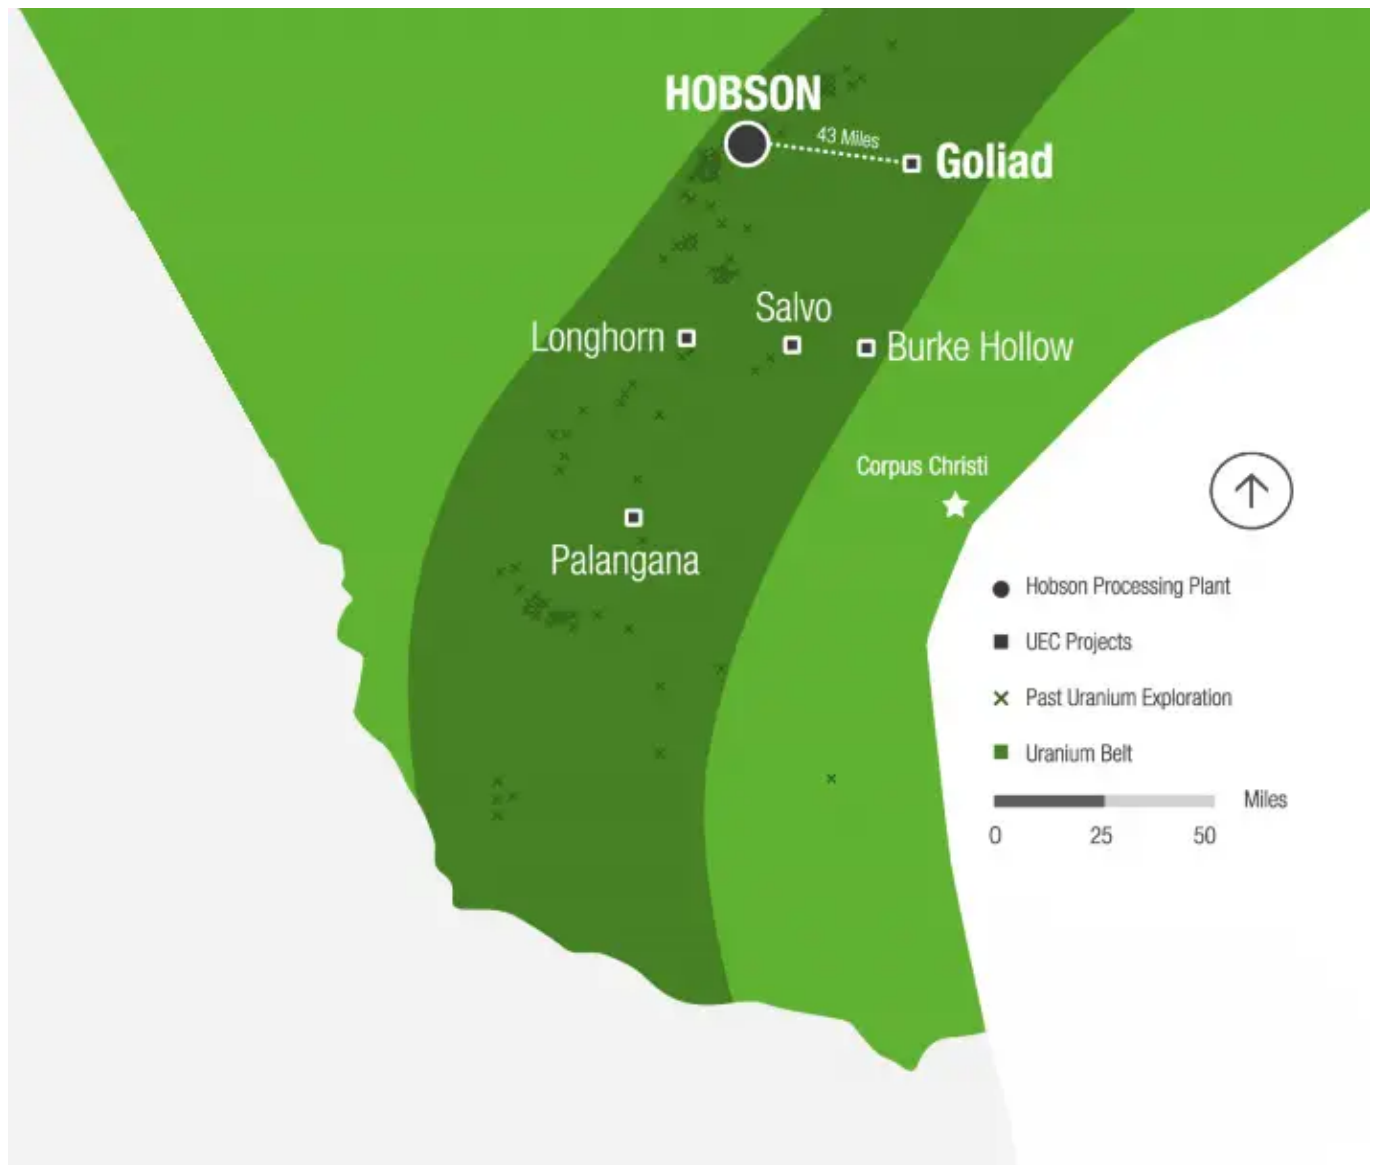 HOBSON
43 Miles
Goliad
Salvo
Longhorn
Burke Hollow
Corpus Christi
Palangana
Hobson Processing Plant
UEC Projects
Past Uranium Exploration
Uranium Belt
Miles
0 25 50